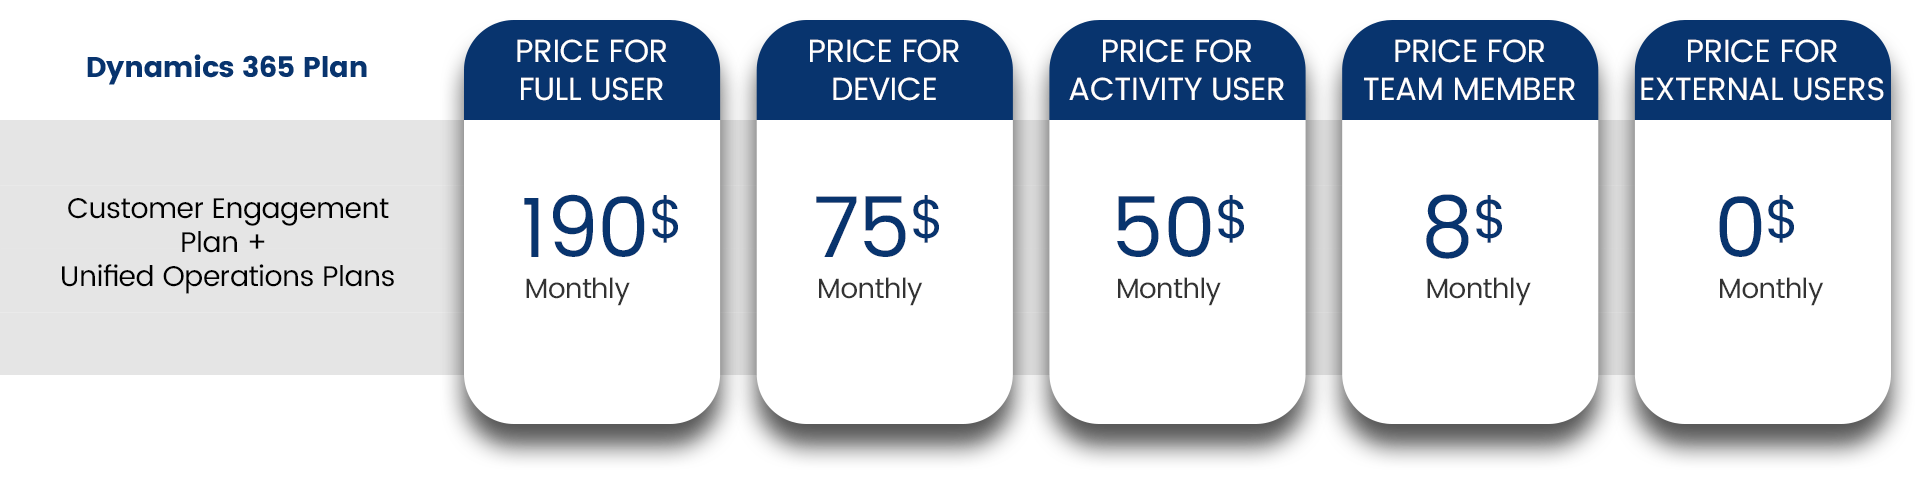 Dynamics 365 Plan
PRICE FOR
FULL USER
PRICE FOR
DEVICE
PRICE FOR
ACTIVITY USER
PRICE FOR
TEAM MEMBER
PRICE FOR
EXTERNAL USERS
Customer Engagement
Plan +
Unified Operations Plans
190$
Monthly
75$
Monthly
50$
Monthly
8$
Monthly
0$
Monthly